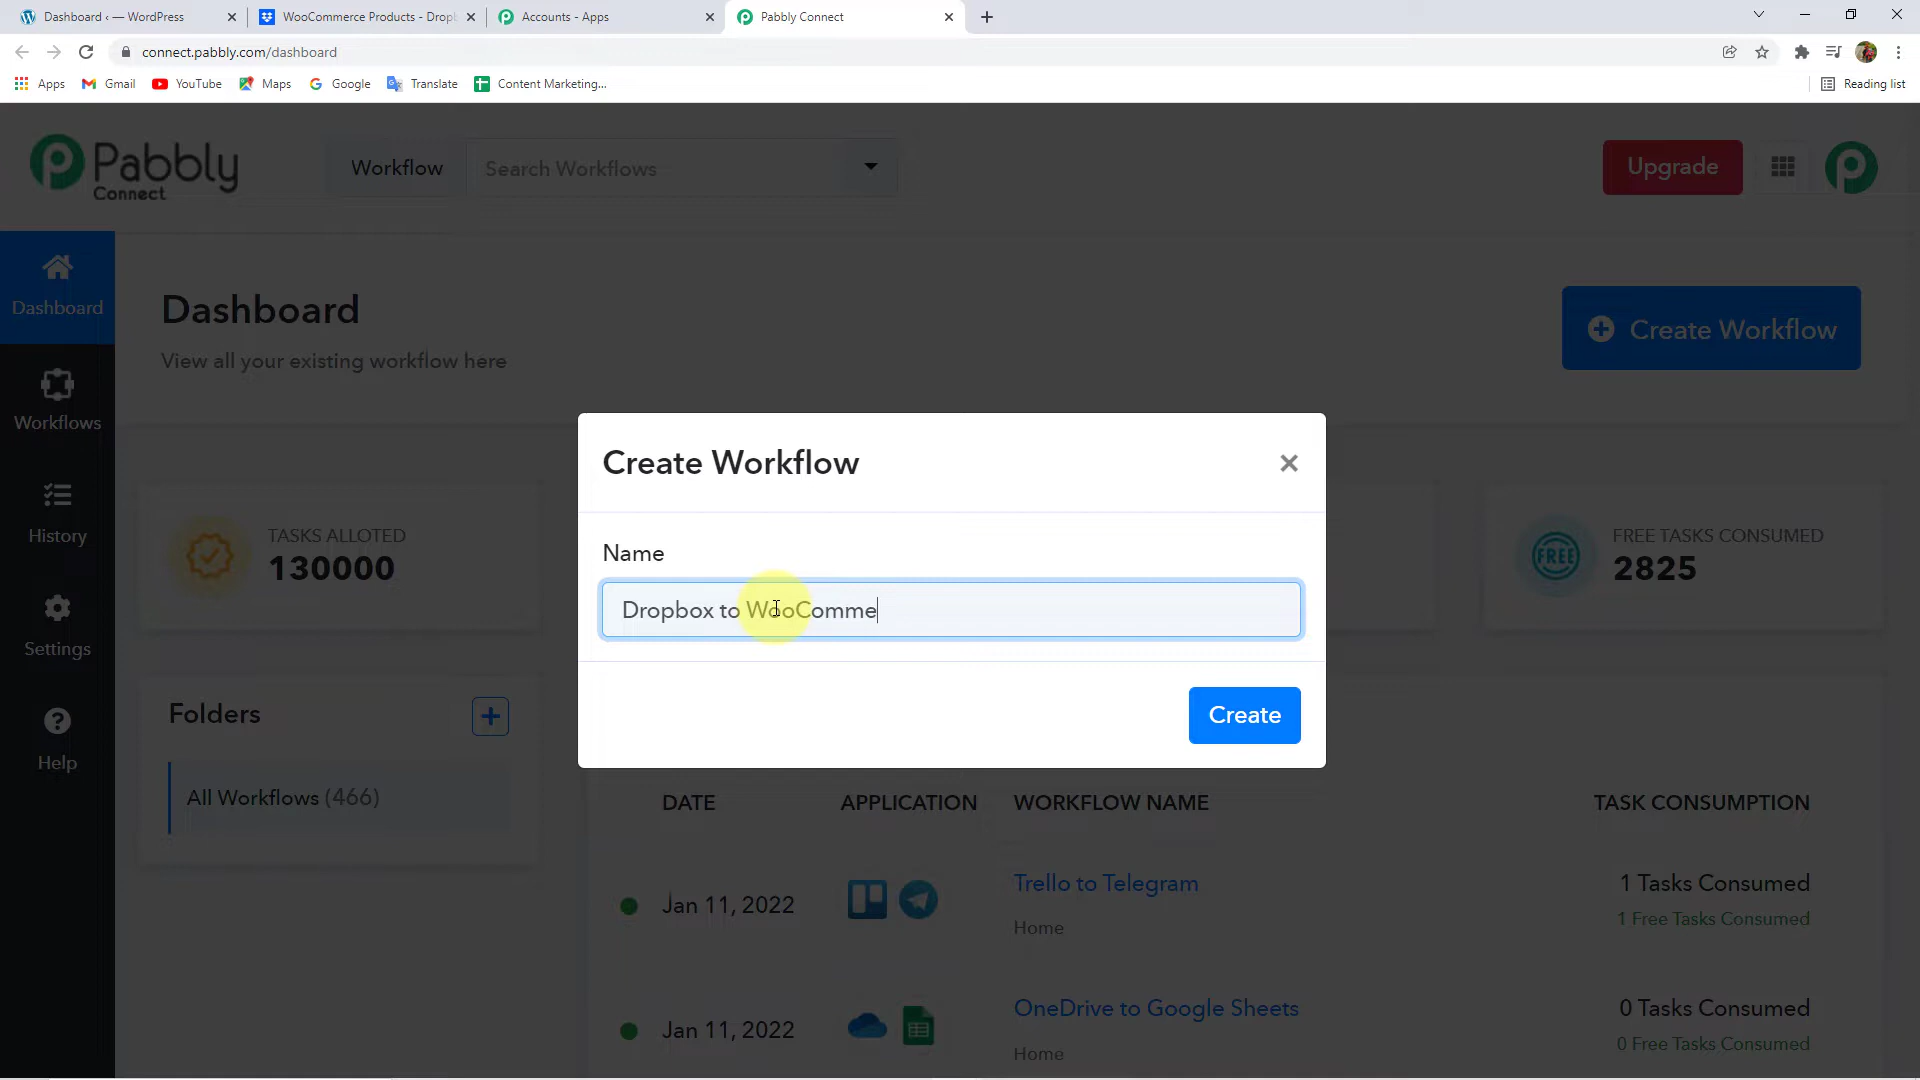 Dashboard ‹ — WordPress
WooCommerce Products - Dropb
Accounts - Apps
Pabbly Connect
connect.pabbly.com/dashboard
Apps
Gmail
YouTube
Maps
Google
Translate
Content Marketing...
Reading list
Pabbly
Connect
Workflow
Search Workflows
Upgrade
Dashboard
Workflows
History
Settings
Help
Dashboard
View all your existing workflow here
Create Workflow
TASKS ALLOTED
130000
FREE
FREE TASKS CONSUMED
2825
Create Workflow
×
Name
Dropbox to WooComme
Create
Folders
All Workflows (466)
DATE
APPLICATION
WORKFLOW NAME
TASK CONSUMPTION
Jan 11, 2022
Trello to Telegram
Home
1 Tasks Consumed
1 Free Tasks Consumed
Jan 11, 2022
OneDrive to Google Sheets
Home
0 Tasks Consumed
0 Free Tasks Consumed